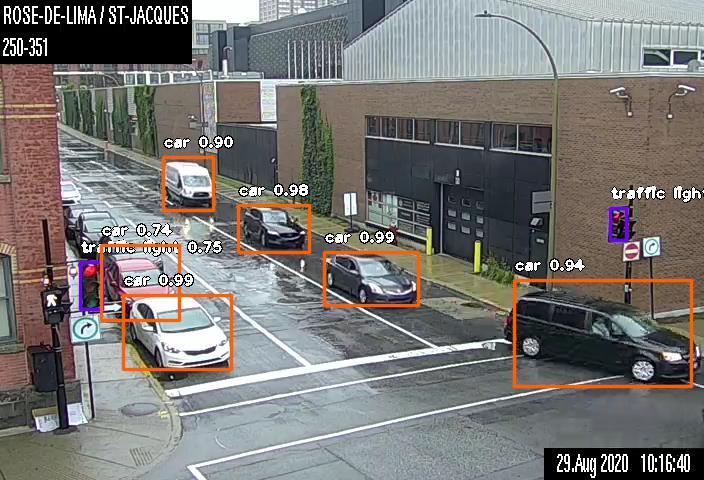 ROSE-DE-LIMA / ST-JACQUES
250-351
car 0.90
car 0.98
traffic ligh
car 0.74
traffic light 0.75
car 0.99
car 0.99
car 0.94
29.Aug 2020 10:16:40